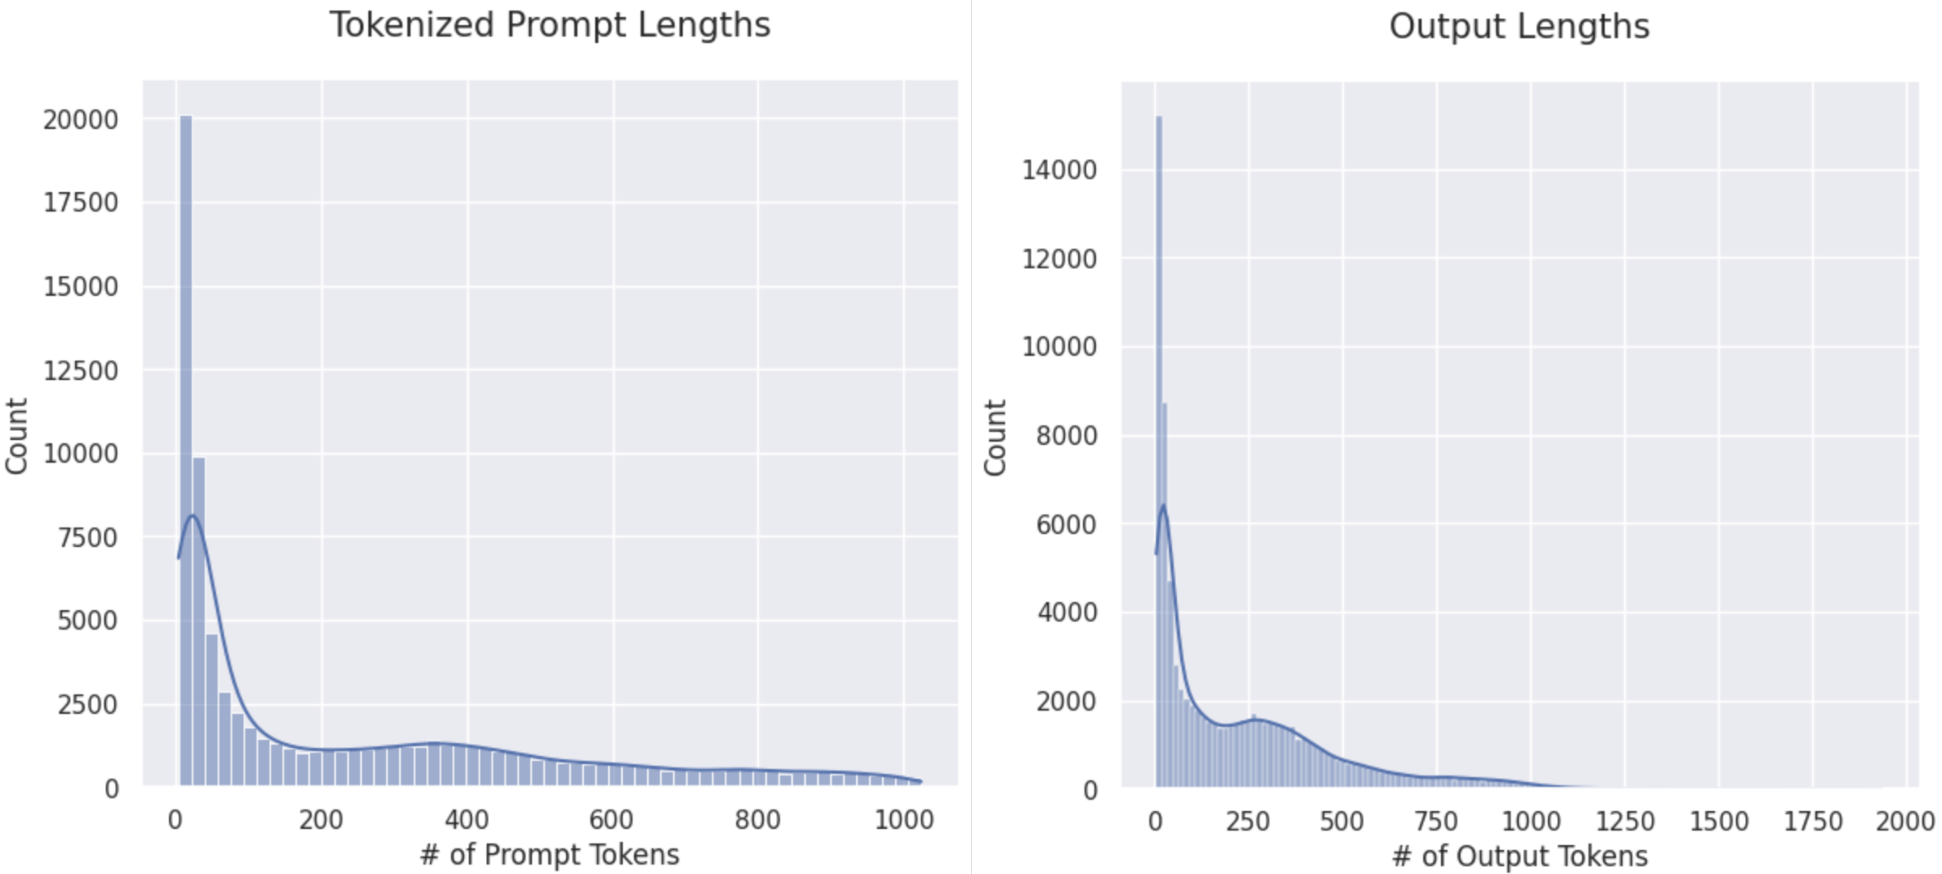 Tokenized Prompt Lengths
20000
17500
15000
12500
10000
7500
5000
2500
0
Count
0 200 400 600 800 1000
# of Prompt Tokens
Output Lengths
14000
12000
10000
8000
6000
4000
2000
0
Count
0 250 500 750 1000 1250 1500 1750 2000
# of Output Tokens